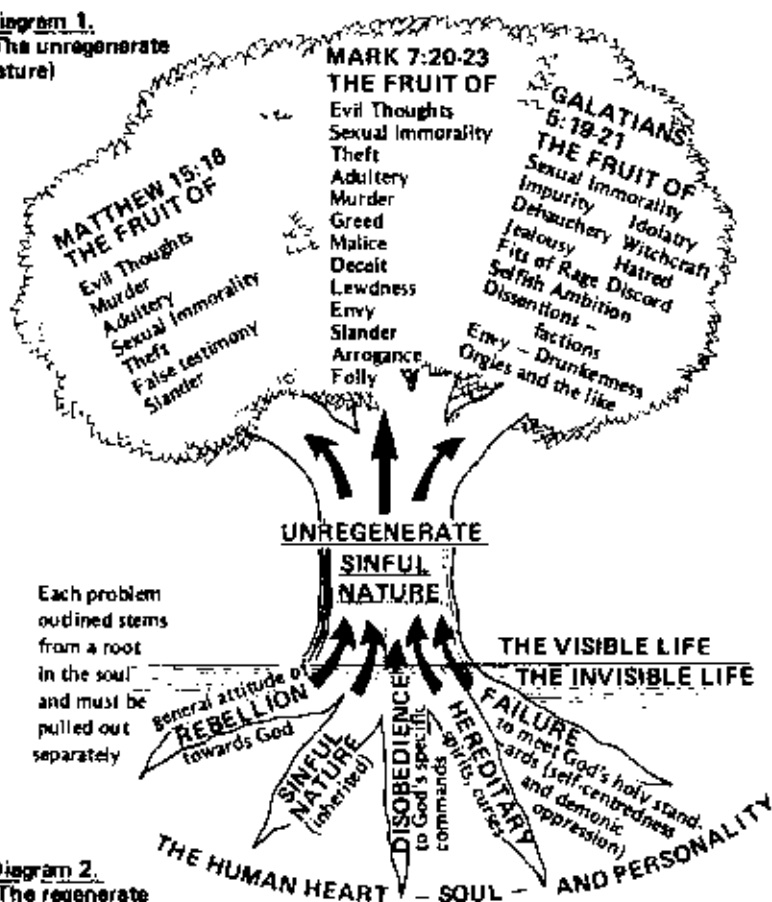 Diagram 1.
(The unregenerate
nature)
MARK 7:20-23
THE FRUIT OF
Evil Thoughts
Sexual Immorality
Theft
Adultery
Murder
Greed
Malice
Deceit
Lewdness
Envy
Slander
Arrogance
Folly
MATTHEW 15:18
THE FRUIT OF
Evil Thoughts
Murder
Adultery
Sexual Immorality
Theft
False testimony
Slander
GALATIANS
5:19-21
THE FRUIT OF
Sexual Immorality
Impurity Idolatry
Debauchery Witchcraft
Jealousy Hatred
Fits of Rage Discord
Selfish Ambition
Dissentions –
factions
Envy – Drunkenness
Orgies and the like
UNREGENERATE
SINFUL
NATURE
Each problem
outlined stems
from a root
in the soul
and must be
pulled out
separately
THE VISIBLE LIFE
THE INVISIBLE LIFE
general attitude of
REBELLION
towards God
SINFUL
NATURE
(inherited)
DISOBEDIENCE
to God's specific
commands
HEREDITARY
spirits, curses
FAILURE
to meet God's holy stand-
ards (self-centredness
and demonic
oppression)
THE HUMAN HEART – SOUL – AND PERSONALITY
Diagram 2.
(The regenerate